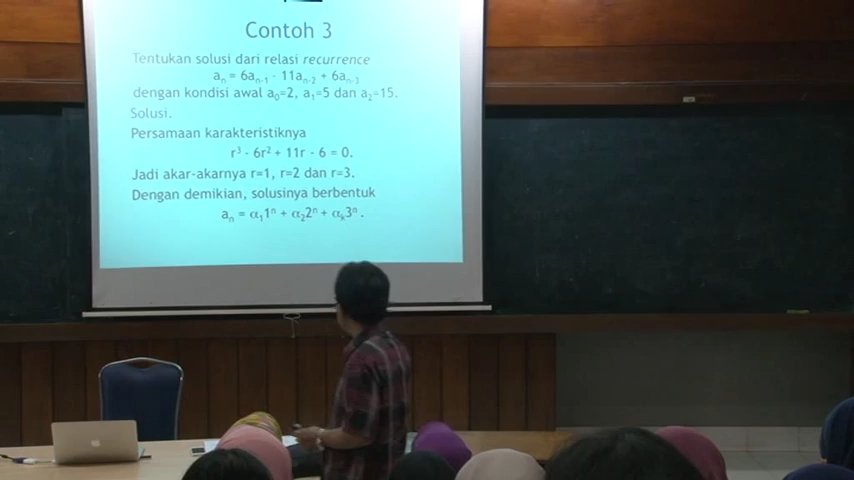 Contoh 3
Tentukan solusi dari relasi recurrence
aₙ = 6aₙ₋₁ - 11aₙ₋₂ + 6aₙ₋₃
dengan kondisi awal a₀=2, a₁=5 dan a₂=15.
Solusi.
Persamaan karakteristiknya
r³ - 6r² + 11r - 6 = 0.
Jadi akar-akarnya r=1, r=2 dan r=3.
Dengan demikian, solusinya berbentuk
aₙ = α₁1ⁿ + α₂2ⁿ + αₖ3ⁿ .